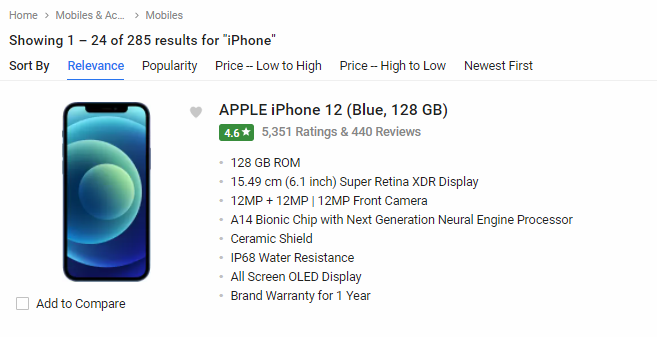 Home > Mobiles & Ac... > Mobiles
Showing 1 – 24 of 285 results for "iPhone"
Sort By Relevance Popularity Price -- Low to High Price -- High to Low Newest First
APPLE iPhone 12 (Blue, 128 GB)
4.6★ 5,351 Ratings & 440 Reviews
• 128 GB ROM
• 15.49 cm (6.1 inch) Super Retina XDR Display
• 12MP + 12MP | 12MP Front Camera
• A14 Bionic Chip with Next Generation Neural Engine Processor
• Ceramic Shield
• IP68 Water Resistance
• All Screen OLED Display
• Brand Warranty for 1 Year
Add to Compare